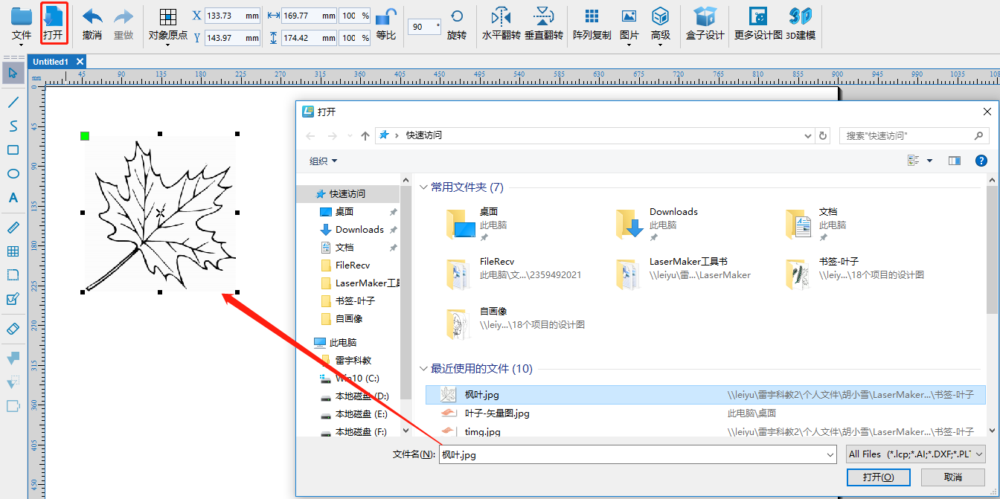 文件 打开 撤消 重做 对象原点 X 133.73 mm 169.77 mm 100 % 等比 90 ° 旋转 水平翻转 垂直翻转 阵列复制 图片 高级 盒子设计 更多设计图 3D建模
Y 143.97 mm 174.42 mm 100 %
Untitled1
mm 45 90 135 180 225 270 315 360 405 450 495 540 585 630 675 720 765 810 855 900 945 990 1035 108
0
45
90
135
180
225
270
315
360
405
450
打开
快速访问
搜索"快速访问"
组织
快速访问
桌面
Downloads
文档
FileRecv
LaserMaker工具
书签-叶子
自画像
此电脑
雷宇科教
Win10 (C:)
本地磁盘 (D:)
本地磁盘 (E:)
本地磁盘 (F:)
常用文件夹 (7)
桌面
此电脑
Downloads
此电脑
文档
此电脑
FileRecv
此电脑\文...\2359492021
LaserMaker工具书
\\leiyu\雷...\LaserMaker
书签-叶子
\\leiy...\18个项目的设计图
自画像
\\leiy...\18个项目的设计图
最近使用的文件 (10)
枫叶.jpg \\leiyu\雷宇科教2\个人文件\胡小雪\LaserMaker...\书签-叶子
叶子-矢量图.jpg 此电脑\桌面
timg.jpg \\leiyu\雷宇科教2\个人文件\胡小雪\LaserMaker...\书签-叶子
文件名(N): 枫叶.jpg All Files (*.lcp;*.AI;*.DXF;*.PLT
打开(O) 取消